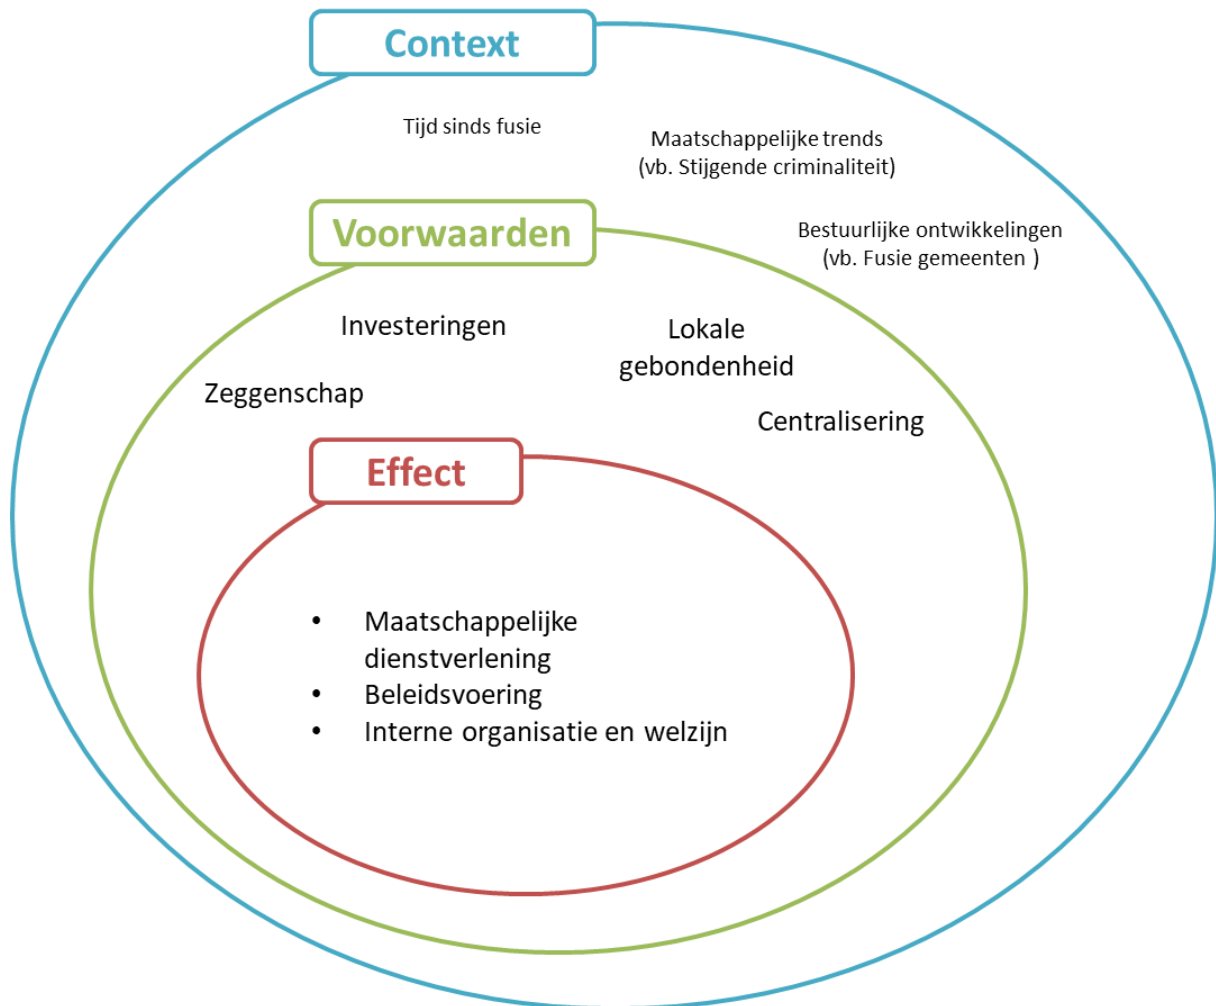 Context
Tijd sinds fusie
Maatschappelijke trends
(vb. Stijgende criminaliteit)
Voorwaarden
Bestuurlijke ontwikkelingen
(vb. Fusie gemeenten )
Investeringen
Lokale
gebondenheid
Zeggenschap
Centralisering
Effect
• Maatschappelijke
dienstverlening
• Beleidsvoering
• Interne organisatie en welzijn